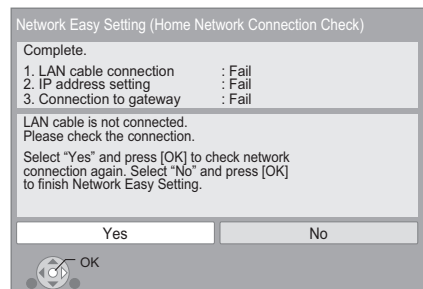 Network Easy Setting (Home Network Connection Check)
Complete.
1. LAN cable connection : Fail
2. IP address setting : Fail
3. Connection to gateway : Fail
LAN cable is not connected.
Please check the connection.
Select “Yes” and press [OK] to check network
connection again. Select “No” and press [OK]
to finish Network Easy Setting.
Yes No
OK